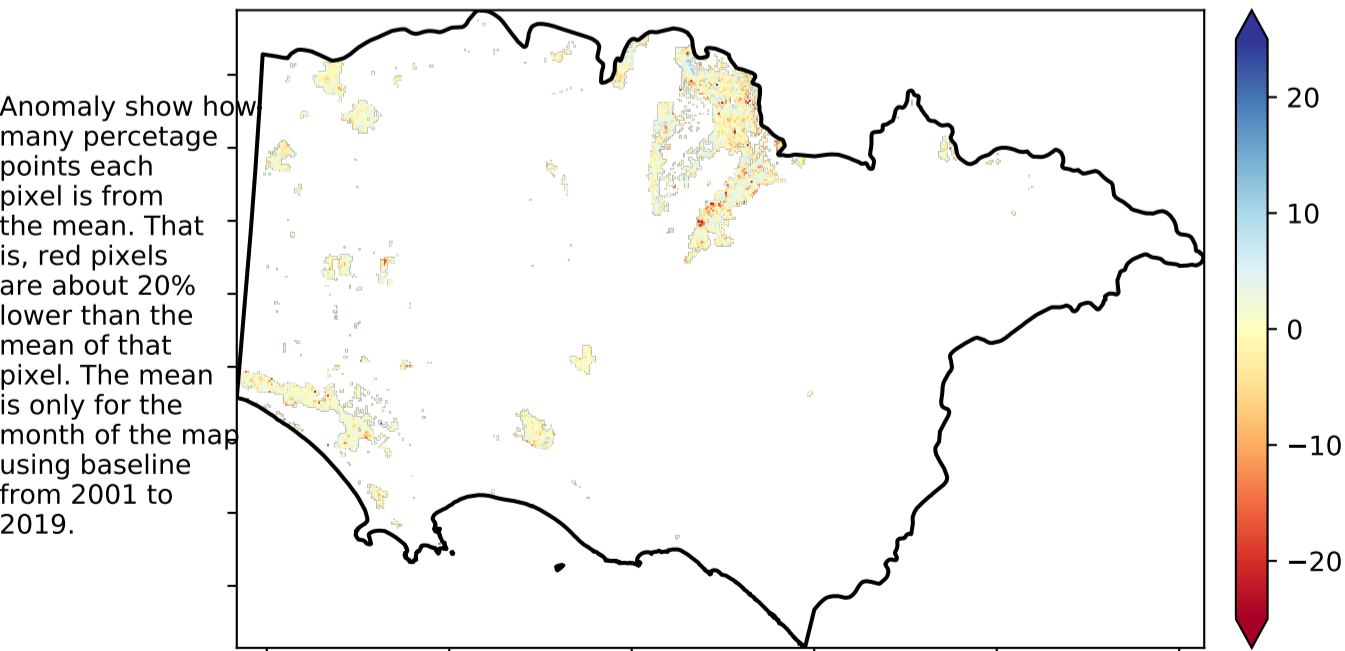 Anomaly show how
many percetage
points each
pixel is from
the mean. That
is, red pixels
are about 20%
lower than the
mean of that
pixel. The mean
is only for the
month of the map
using baseline
from 2001 to
2019.
20
10
0
−10
−20